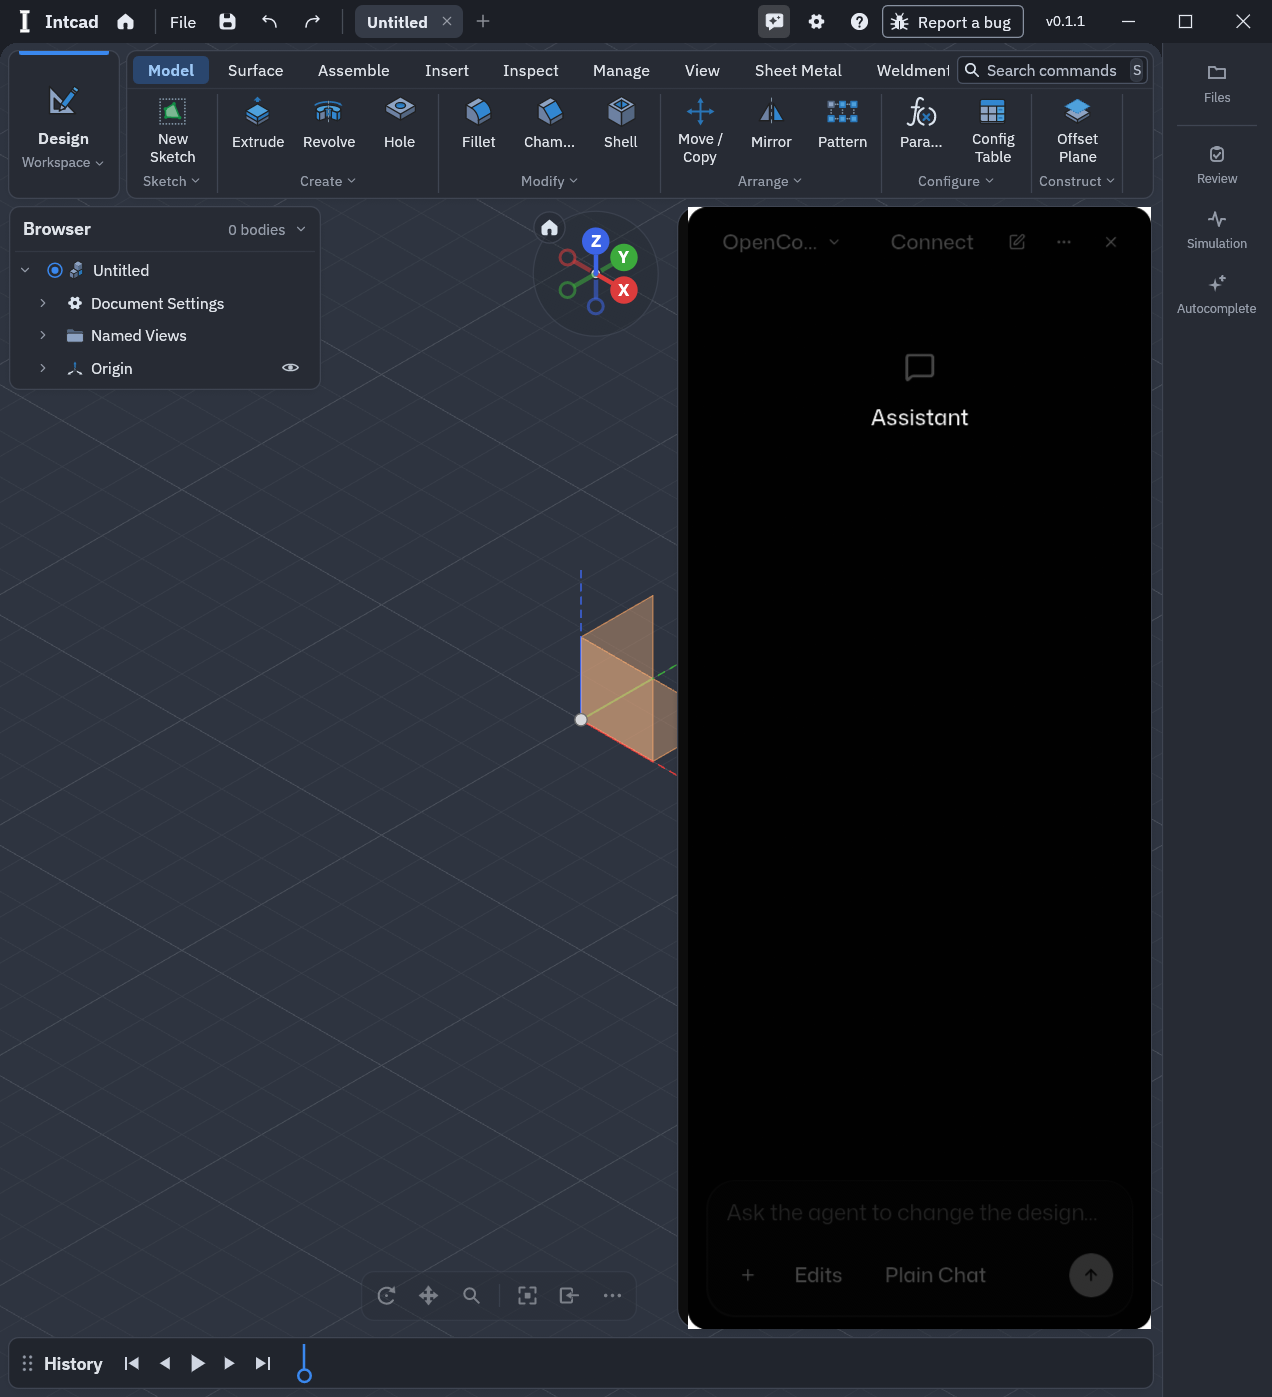 Intcad File Untitled Report a bug v0.1.1
Model Surface Assemble Insert Inspect Manage View Sheet Metal Weldment Search commands S
Design
Workspace
New
Sketch
Extrude Revolve Hole
Fillet Cham... Shell
Move /
Copy
Mirror Pattern
Para...
Config
Table
Offset
Plane
Sketch Create Modify Arrange Configure Construct
Files
Review
Simulation
Autocomplete
Browser 0 bodies
Untitled
Document Settings
Named Views
Origin
Z
Y
X
OpenCo... Connect
Assistant
Ask the agent to change the design...
+ Edits Plain Chat
History